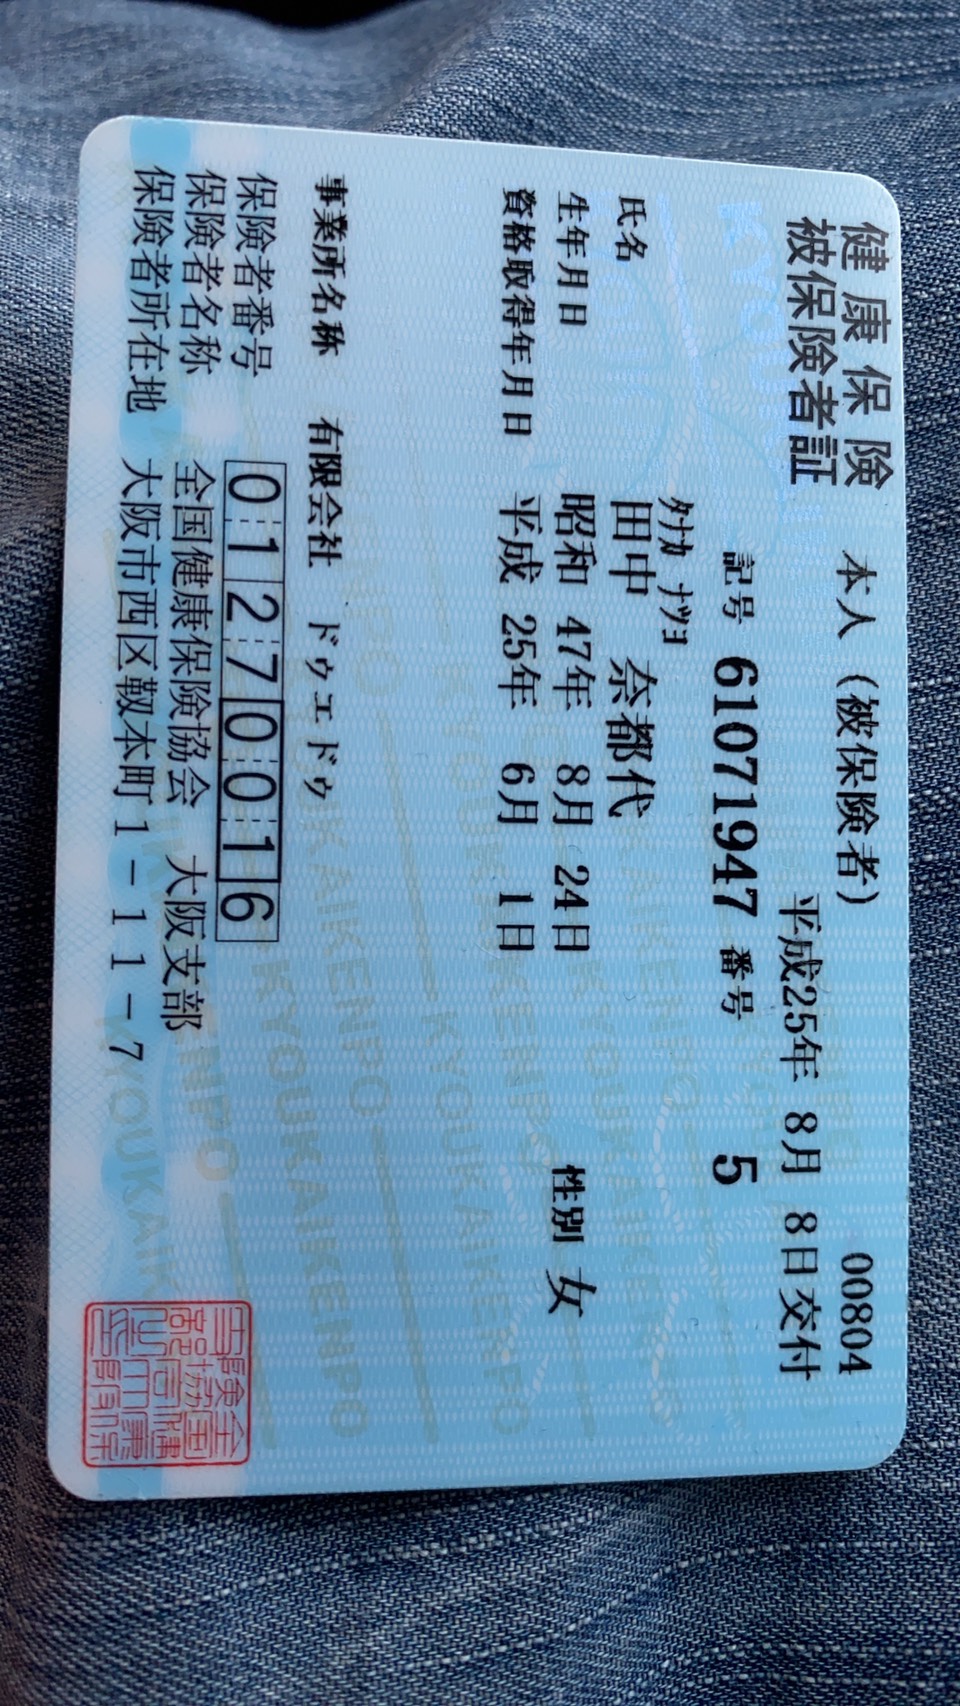 健康保険 本人（被保険者） 00804
被保険者証 平成25年 8月 8日交付
記号 61071947 番号 5
ﾀﾅｶ ﾅﾂﾖ
氏名 田中 奈都代
生年月日 昭和 47年 8月 24日 性別 女
資格取得年月日 平成 25年 6月 1日
事業所名称 有限会社 ドゥエドゥ
保険者番号 01270016
保険者名称 全国健康保険協会 大阪支部
保険者所在地 大阪市西区靱本町1-11-7